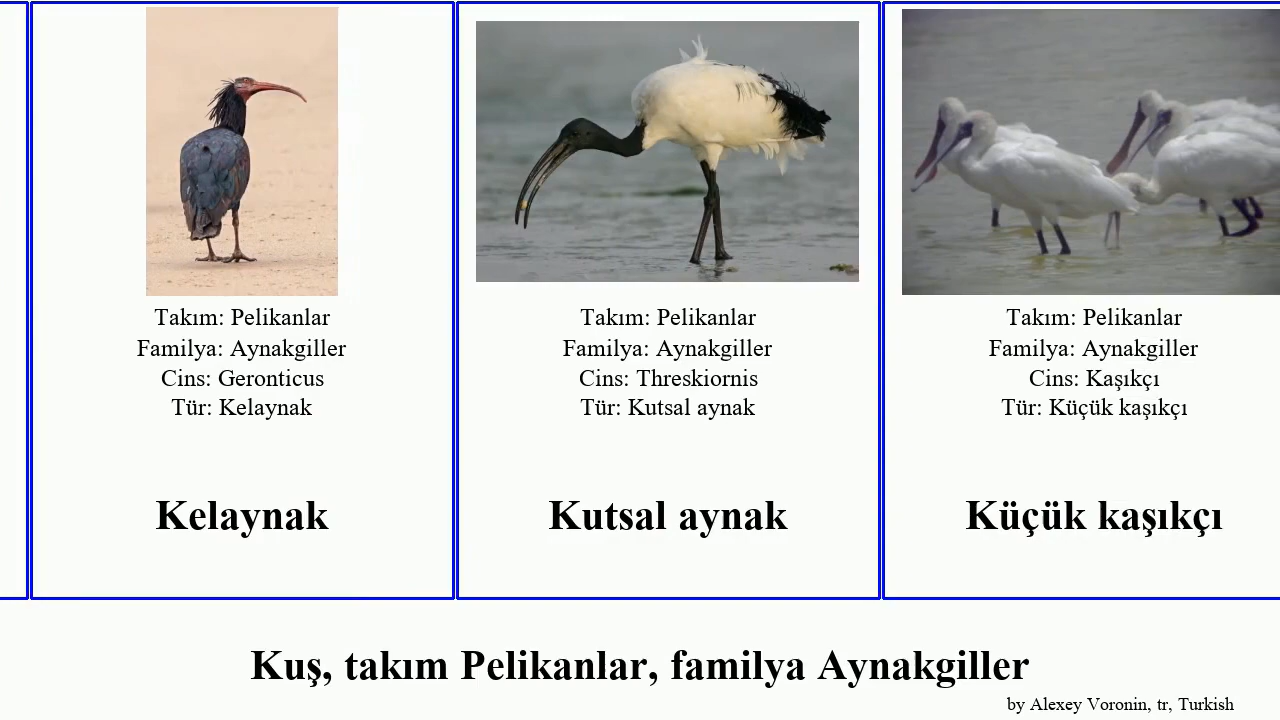 Takım: Pelikanlar
Familya: Aynakgiller
Cins: Geronticus
Tür: Kelaynak
Kelaynak
Takım: Pelikanlar
Familya: Aynakgiller
Cins: Threskiornis
Tür: Kutsal aynak
Kutsal aynak
Takım: Pelikanlar
Familya: Aynakgiller
Cins: Kaşıkçı
Tür: Küçük kaşıkçı
Küçük kaşıkçı
Kuş, takım Pelikanlar, familya Aynakgiller
by Alexey Voronin, tr, Turkish